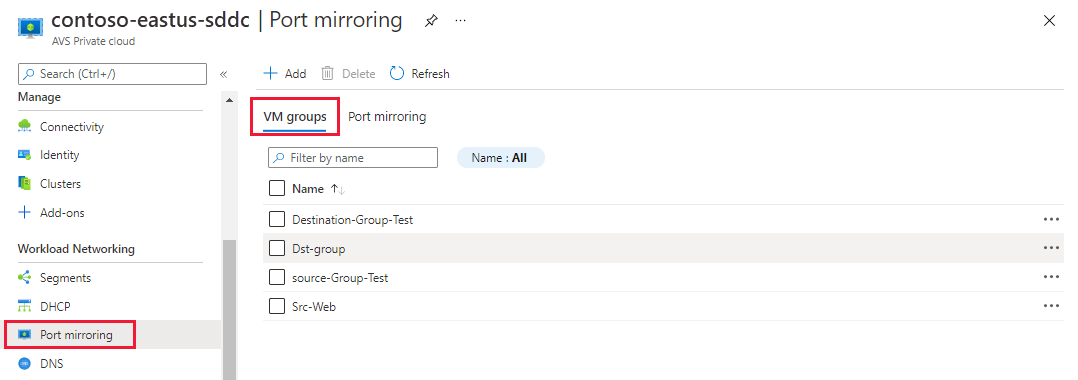 contoso-eastus-sddc | Port mirroring
AVS Private cloud
Search (Ctrl+/)
Manage
Connectivity
Identity
Clusters
Add-ons
Workload Networking
Segments
DHCP
Port mirroring
DNS
Add Delete Refresh
VM groups Port mirroring
Filter by name Name : All
Name
Destination-Group-Test
Dst-group
source-Group-Test
Src-Web